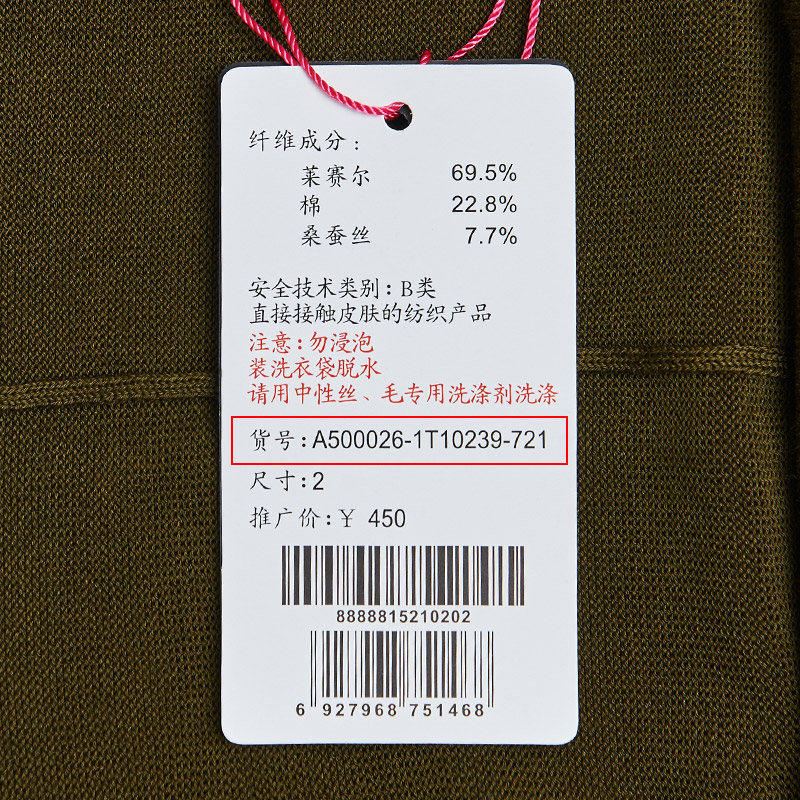 纤维成分:
莱赛尔 69.5%
棉 22.8%
桑蚕丝 7.7%
安全技术类别:B类
直接接触皮肤的纺织产品
注意:勿浸泡
装洗衣袋脱水
请用中性丝、毛专用洗涤剂洗涤
货号:A500026-1T10239-721
尺寸:2
推广价:¥ 450
8888815210202
6 927968 751468